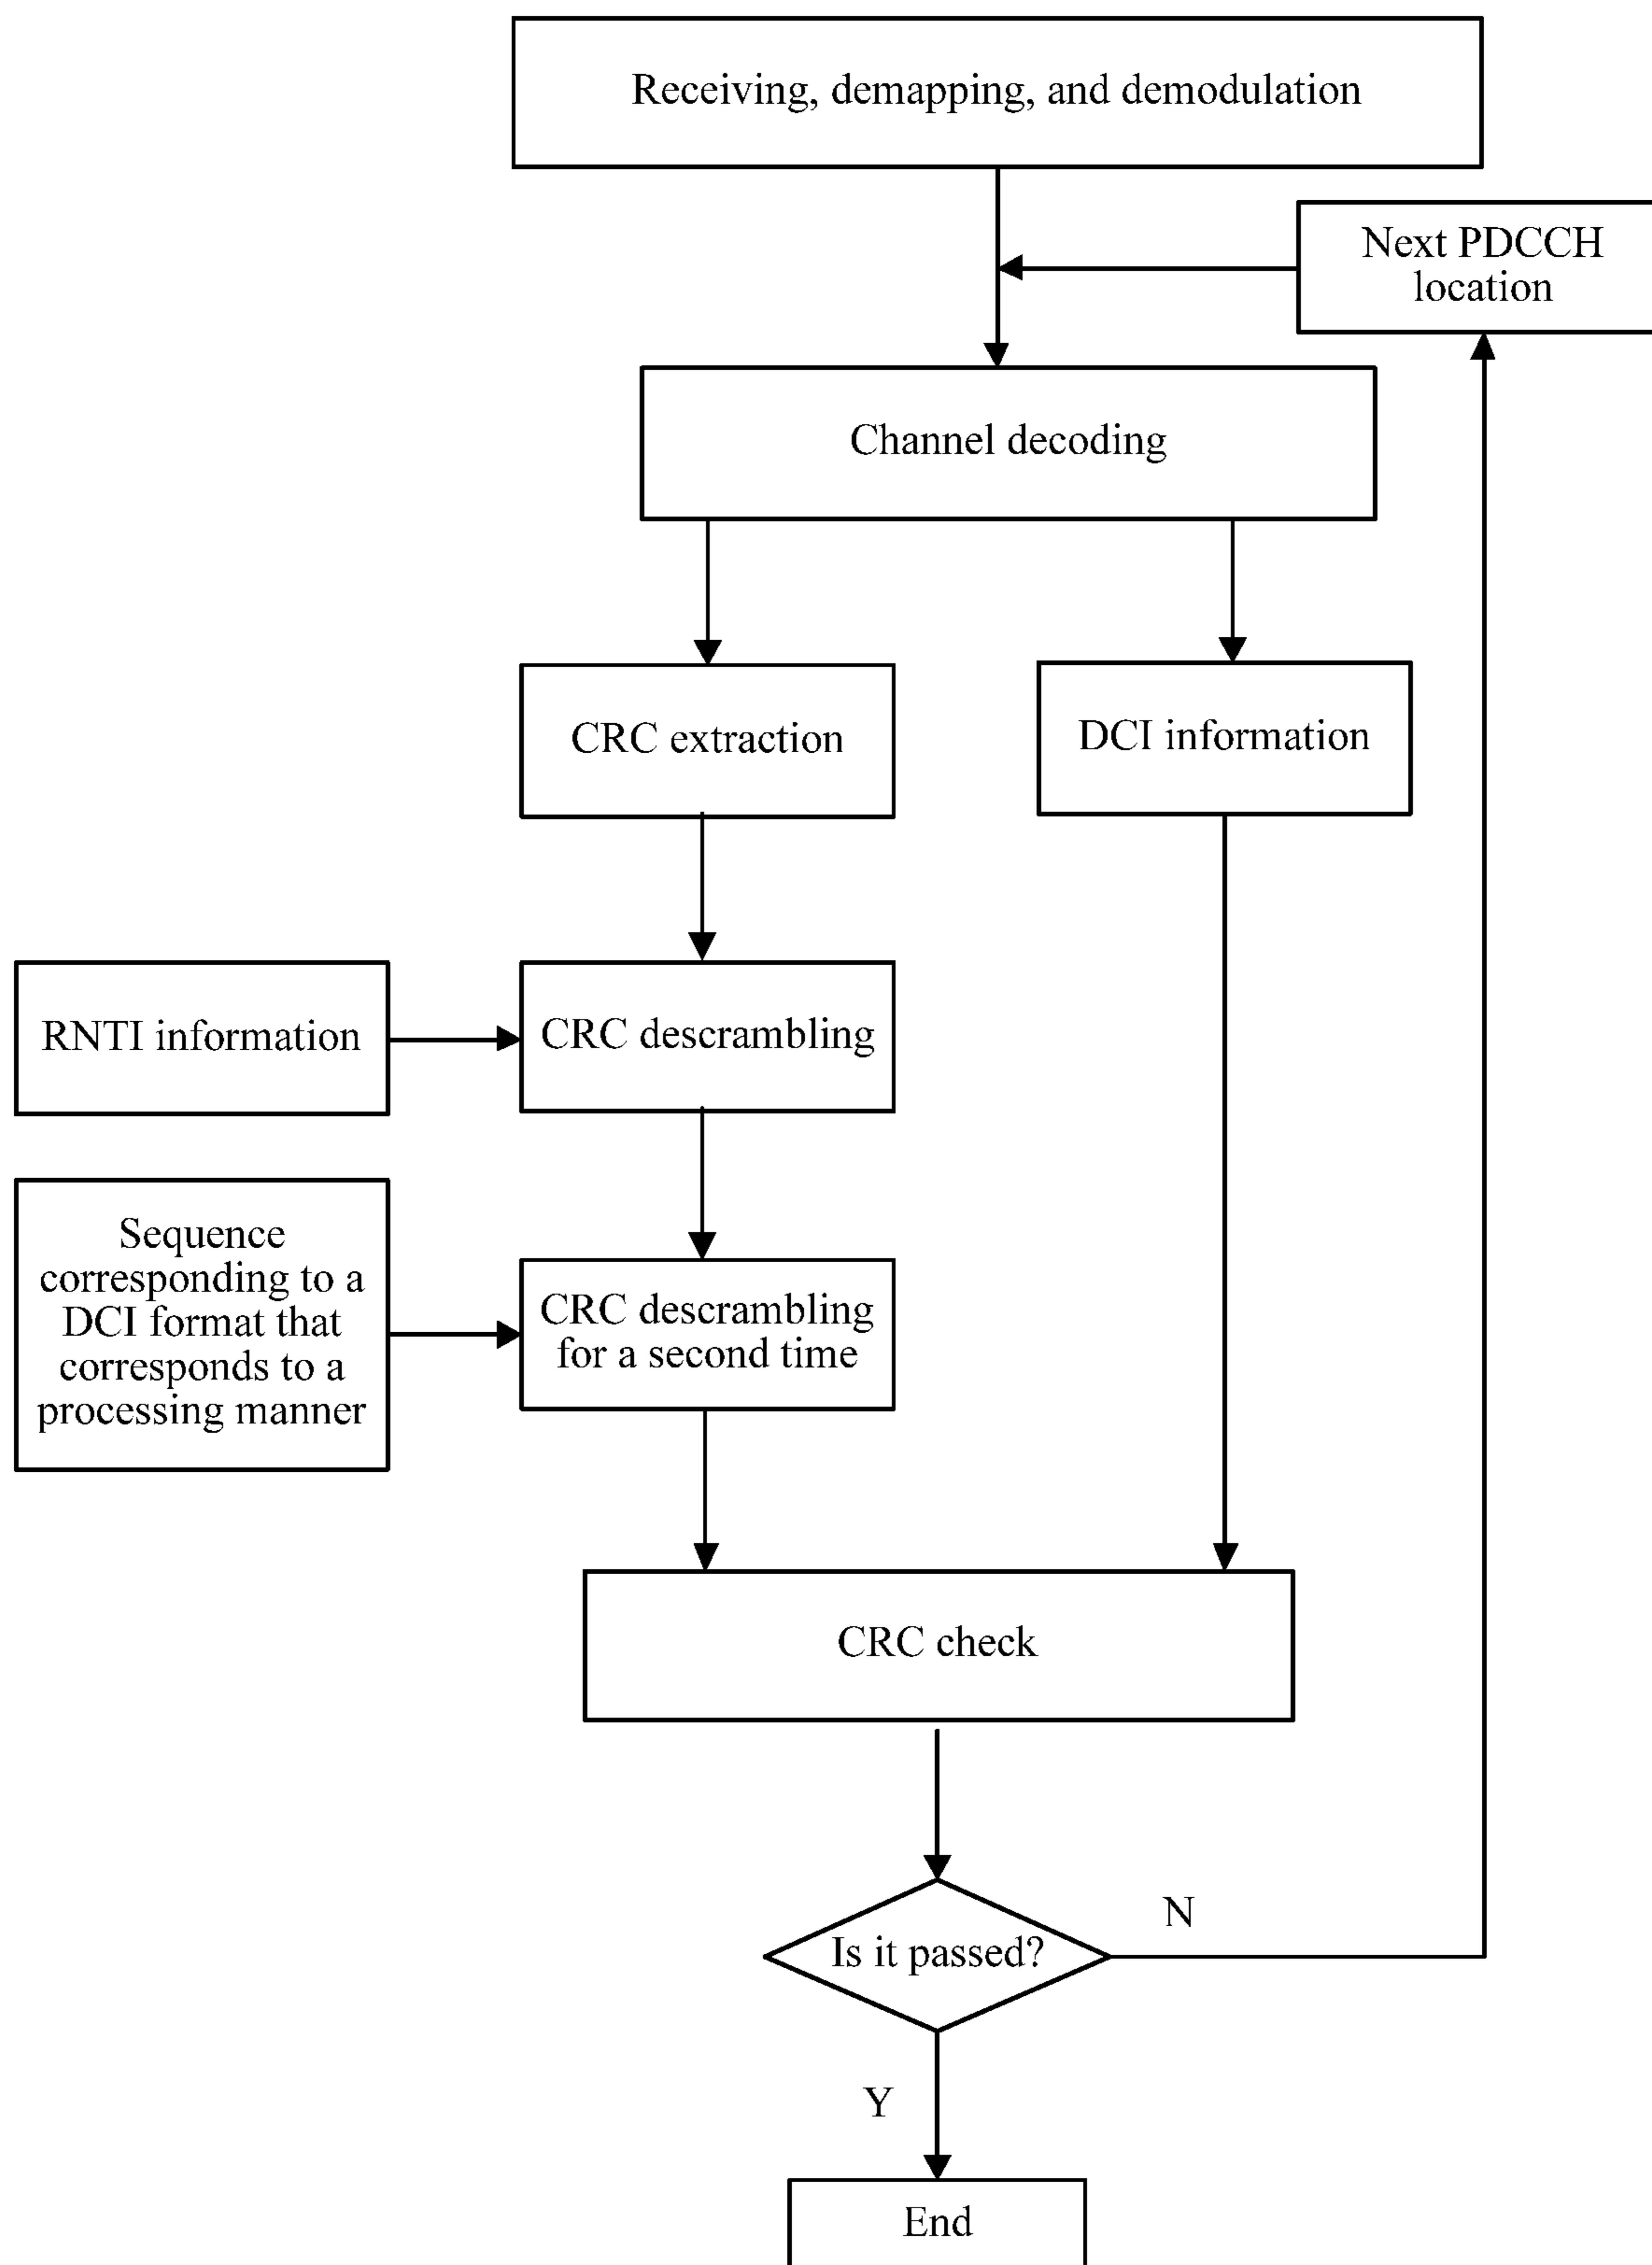 Receiving, demapping, and demodulation
Next PDCCH
location
Channel decoding
CRC extraction
DCI information
RNTI information
CRC descrambling
Sequence
corresponding to a
DCI format that
corresponds to a
processing manner
CRC descrambling
for a second time
CRC check
Is it passed?
N
Y
End